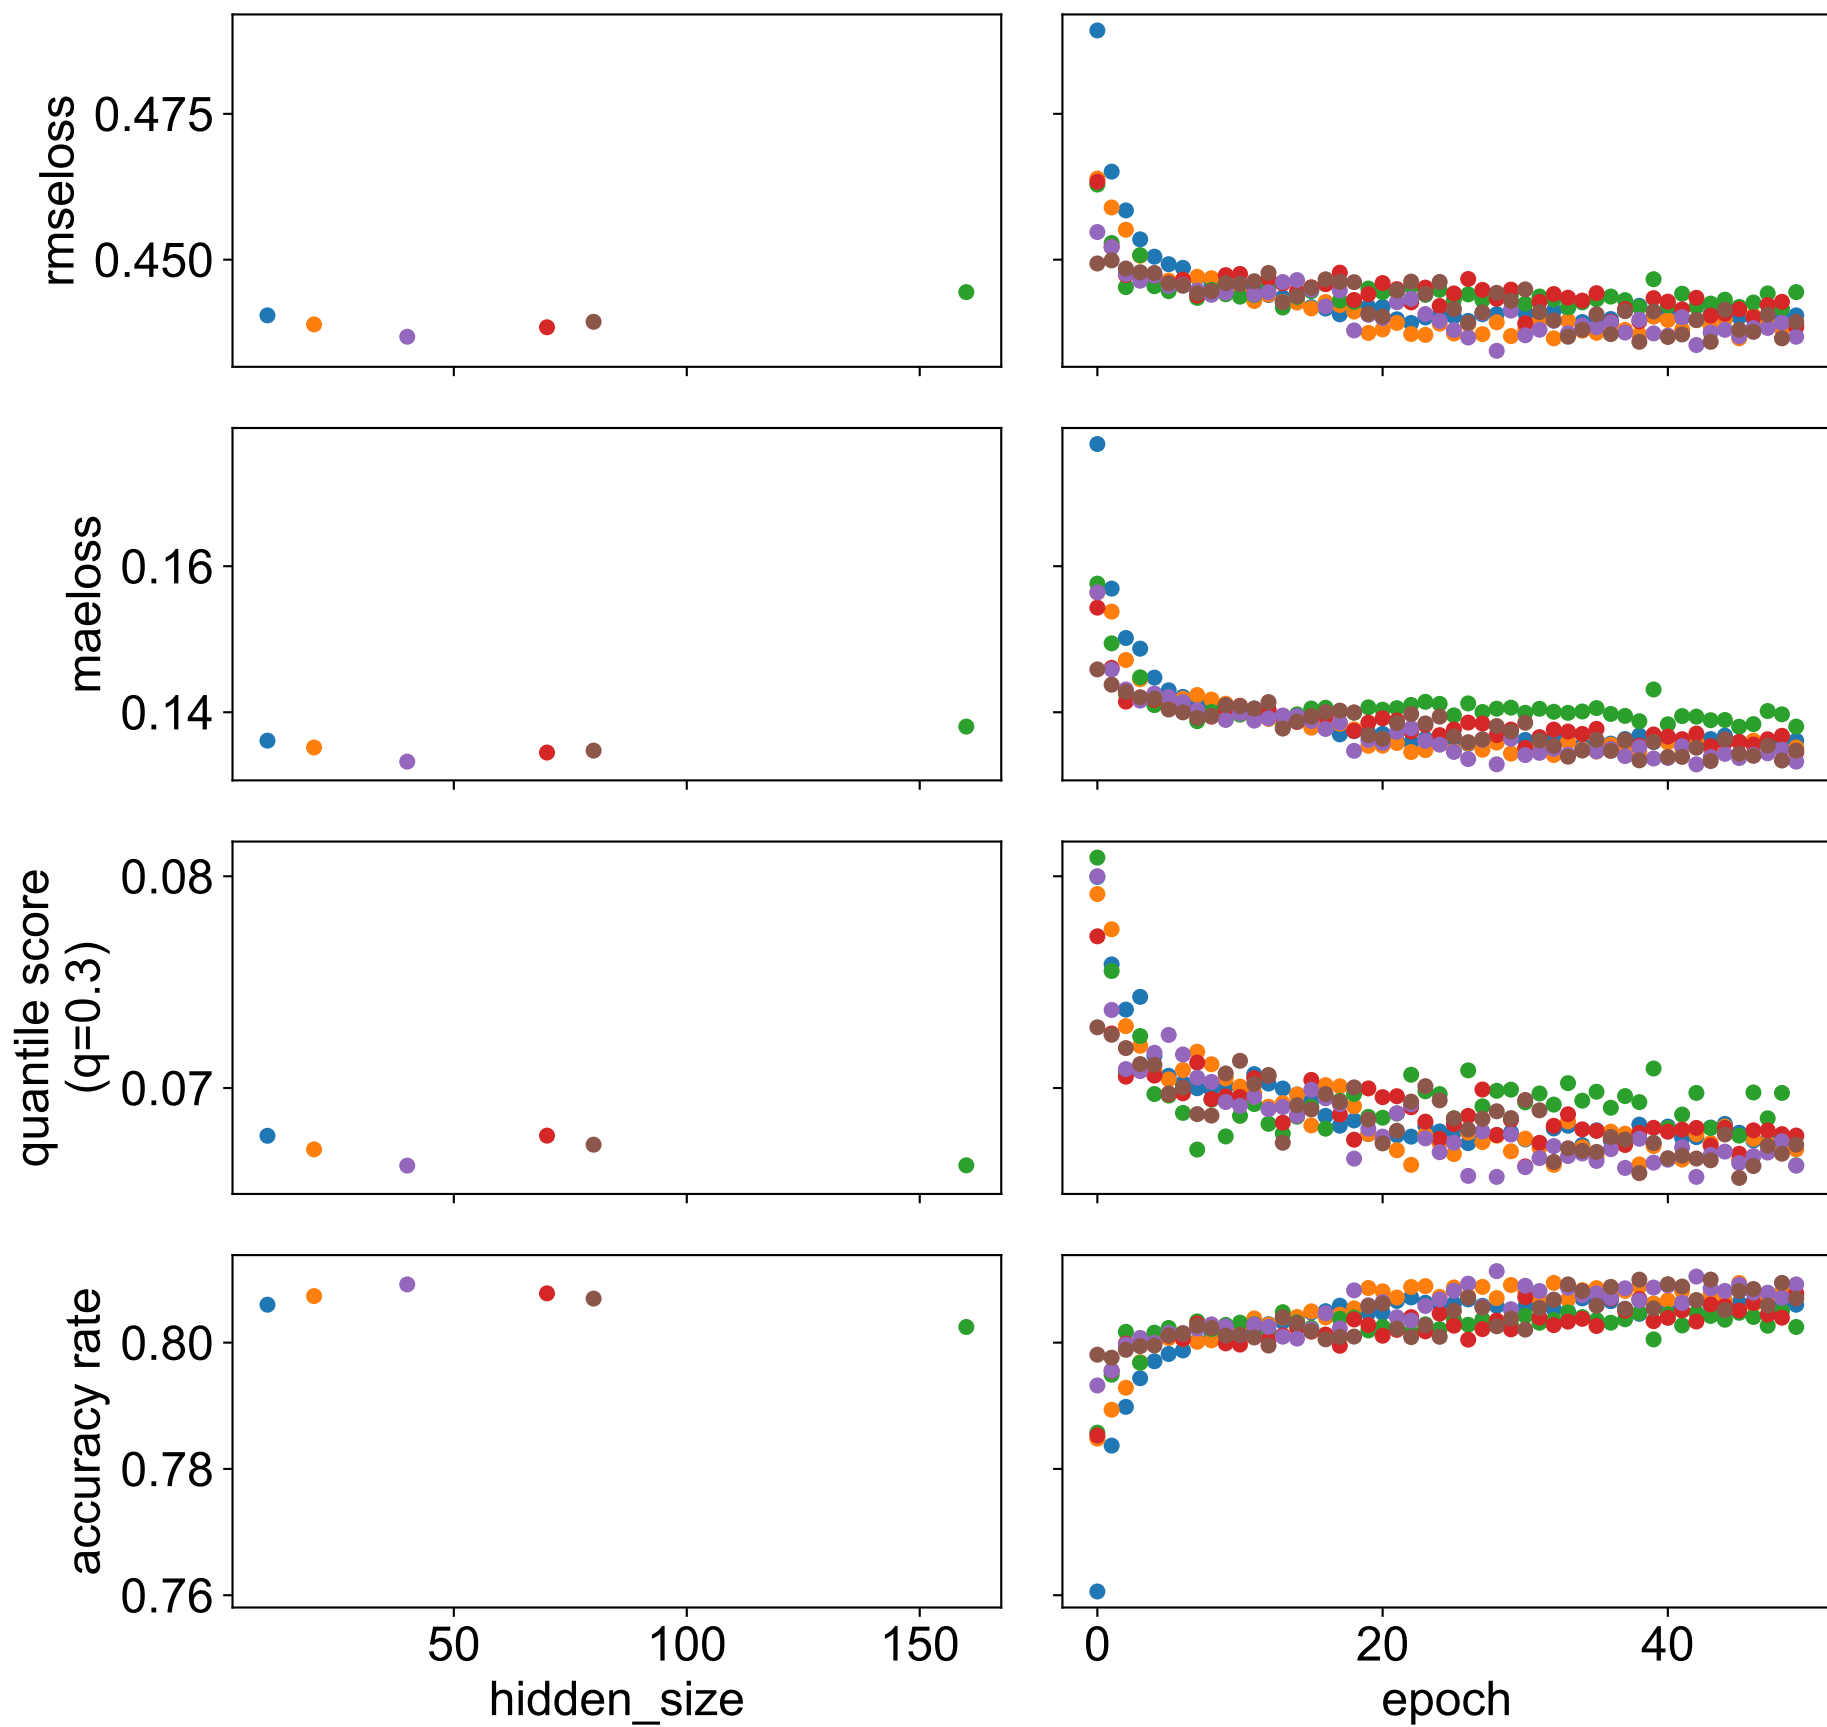 rmseloss
0.475
0.450
maeloss
0.16
0.14
quantile score
(q=0.3)
0.08
0.07
accuracy rate
0.80
0.78
0.76
50 100 150
hidden_size
0 20 40
epoch